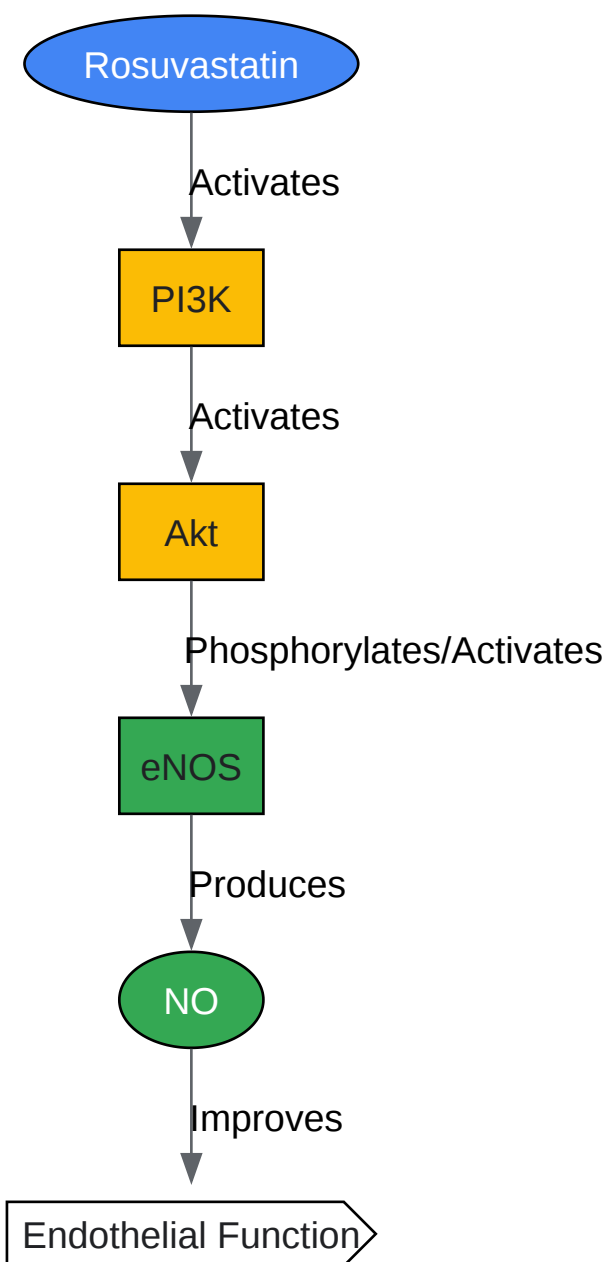 Rosuvastatin
Activates
PI3K
Activates
Akt
Phosphorylates/Activates
eNOS
Produces
NO
Improves
Endothelial Function